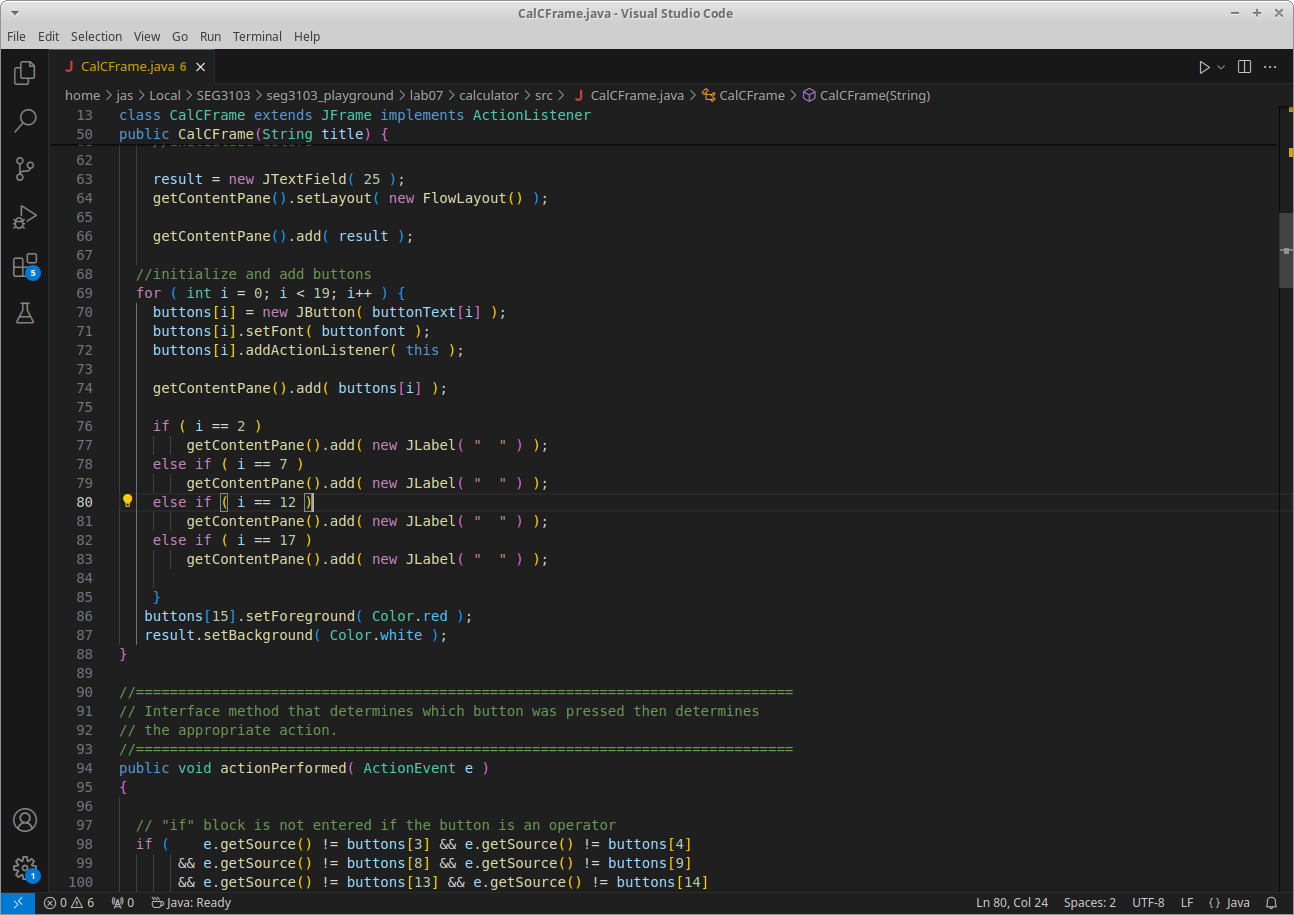 CalCFrame.java - Visual Studio Code
File Edit Selection View Go Run Terminal Help
J CalCFrame.java 6
home > jas > Local > SEG3103 > seg3103_playground > lab07 > calculator > src > J CalCFrame.java > CalCFrame > CalCFrame(String)
13 class CalCFrame extends JFrame implements ActionListener
50 public CalCFrame(String title) {
62
63 result = new JTextField( 25 );
64 getContentPane().setLayout( new FlowLayout() );
65
66 getContentPane().add( result );
67
68 //initialize and add buttons
69 for ( int i = 0; i < 19; i++ ) {
70 buttons[i] = new JButton( buttonText[i] );
71 buttons[i].setFont( buttonfont );
72 buttons[i].addActionListener( this );
73
74 getContentPane().add( buttons[i] );
75
76 if ( i == 2 )
77 getContentPane().add( new JLabel( "  " ) );
78 else if ( i == 7 )
79 getContentPane().add( new JLabel( "  " ) );
80 else if ( i == 12 )
81 getContentPane().add( new JLabel( "  " ) );
82 else if ( i == 17 )
83 getContentPane().add( new JLabel( "  " ) );
84
85 }
86 buttons[15].setForeground( Color.red );
87 result.setBackground( Color.white );
88 }
89
90 //==============================================================================
91 // Interface method that determines which button was pressed then determines
92 // the appropriate action.
93 //==============================================================================
94 public void actionPerformed( ActionEvent e )
95 {
96
97 // "if" block is not entered if the button is an operator
98 if (    e.getSource() != buttons[3] && e.getSource() != buttons[4]
99 && e.getSource() != buttons[8] && e.getSource() != buttons[9]
100 && e.getSource() != buttons[13] && e.getSource() != buttons[14]
5
1
0 6 0 Java: Ready Ln 80, Col 24 Spaces: 2 UTF-8 LF {} Java